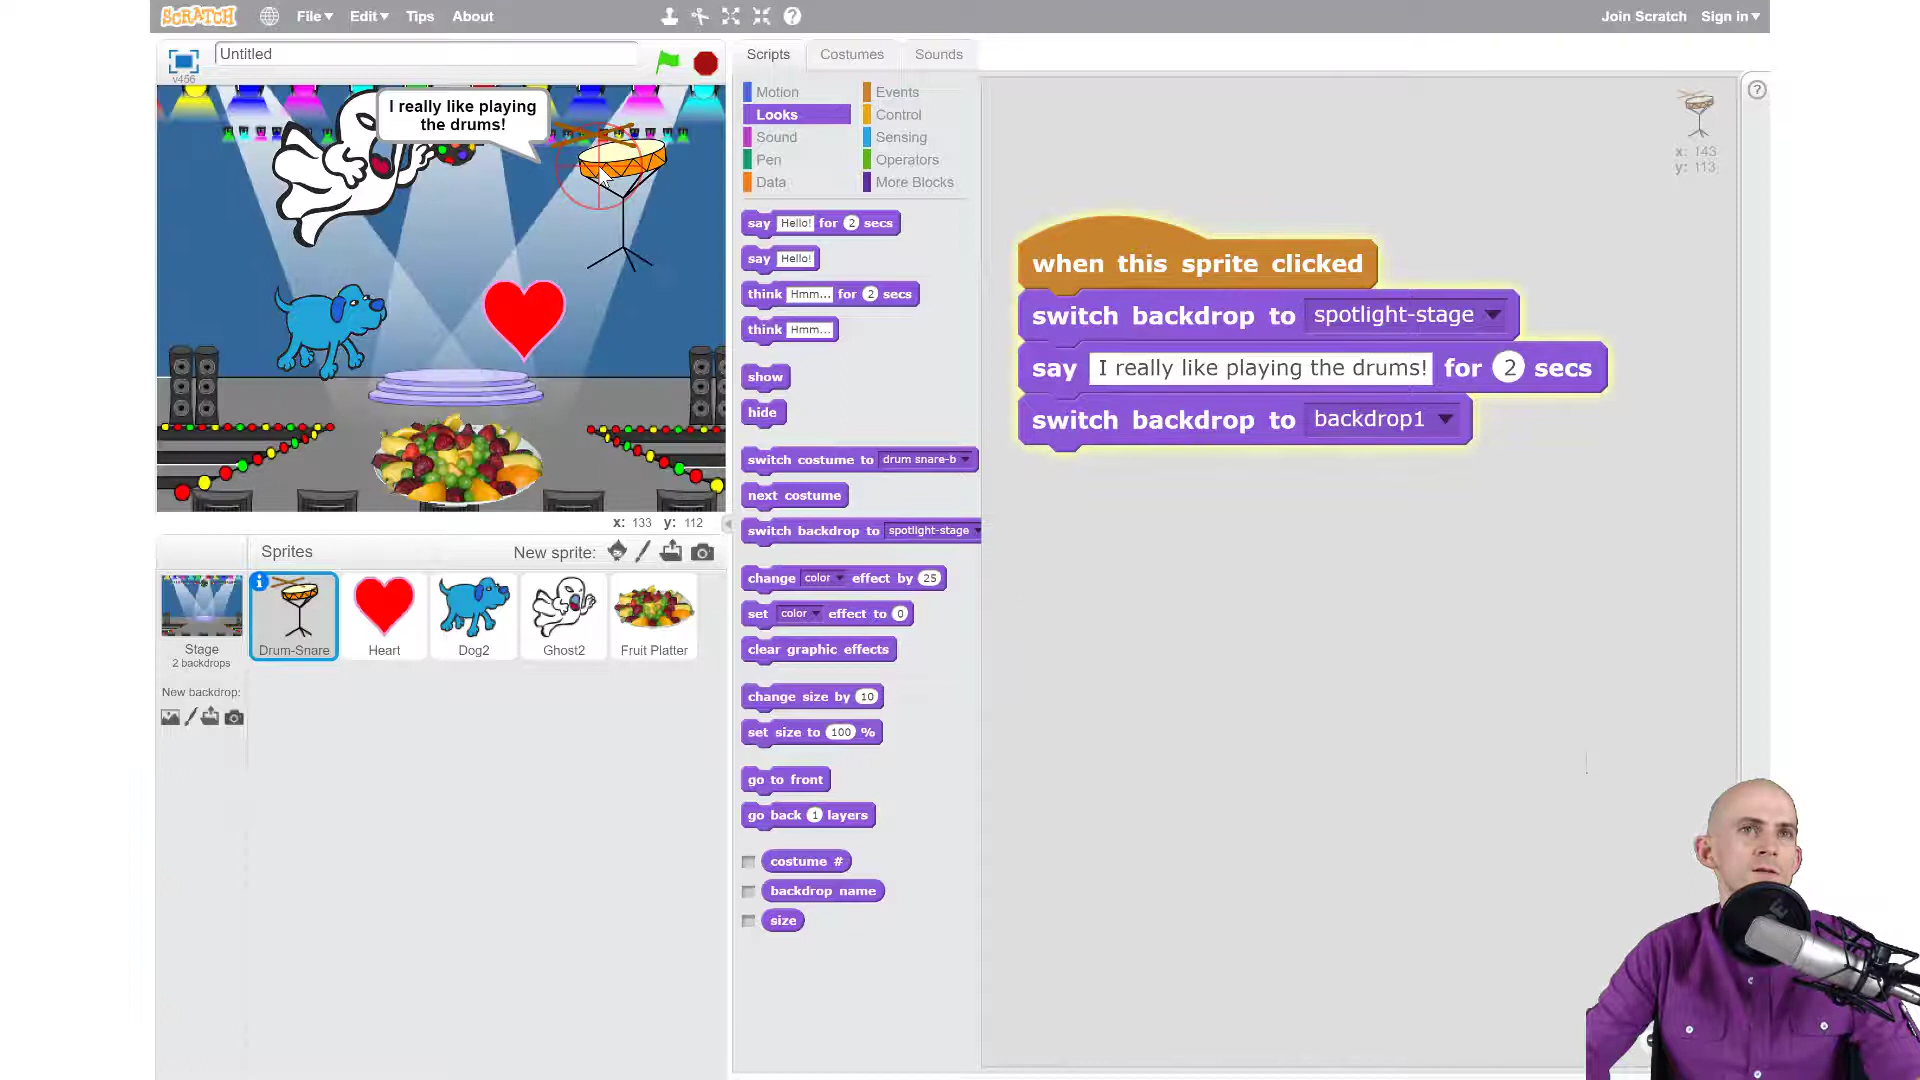 SCRATCH File▾ Edit▾ Tips About Join Scratch Sign in▾
v456
Untitled
I really like playing
the drums!
x: 133 y: 112
Sprites New sprite:
Stage
2 backdrops
New backdrop:
Drum-Snare Heart Dog2 Ghost2 Fruit Platter
Scripts Costumes Sounds
Motion Events
Looks Control
Sound Sensing
Pen Operators
Data More Blocks
say Hello! for 2 secs
say Hello!
think Hmm... for 2 secs
think Hmm...
show
hide
switch costume to drum snare-b
next costume
switch backdrop to spotlight-stage
change color effect by 25
set color effect to 0
clear graphic effects
change size by 10
set size to 100 %
go to front
go back 1 layers
costume #
backdrop name
size
when this sprite clicked
switch backdrop to spotlight-stage
say I really like playing the drums! for 2 secs
switch backdrop to backdrop1
x: 143
y: 113